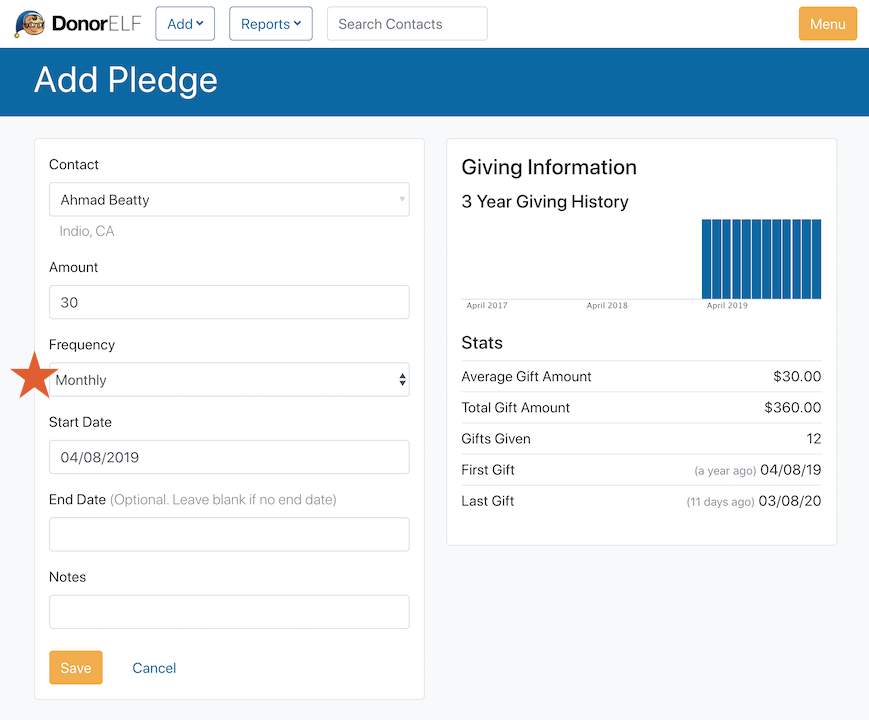 DonorELF Add Reports Search Contacts Menu
Add Pledge
Contact
Ahmad Beatty
Indio, CA
Amount
30
Frequency
Monthly
Start Date
04/08/2019
End Date (Optional. Leave blank if no end date)
Notes
Save Cancel
Giving Information
3 Year Giving History
April 2017 April 2018 April 2019
Stats
Average Gift Amount $30.00
Total Gift Amount $360.00
Gifts Given 12
First Gift (a year ago) 04/08/19
Last Gift (11 days ago) 03/08/20